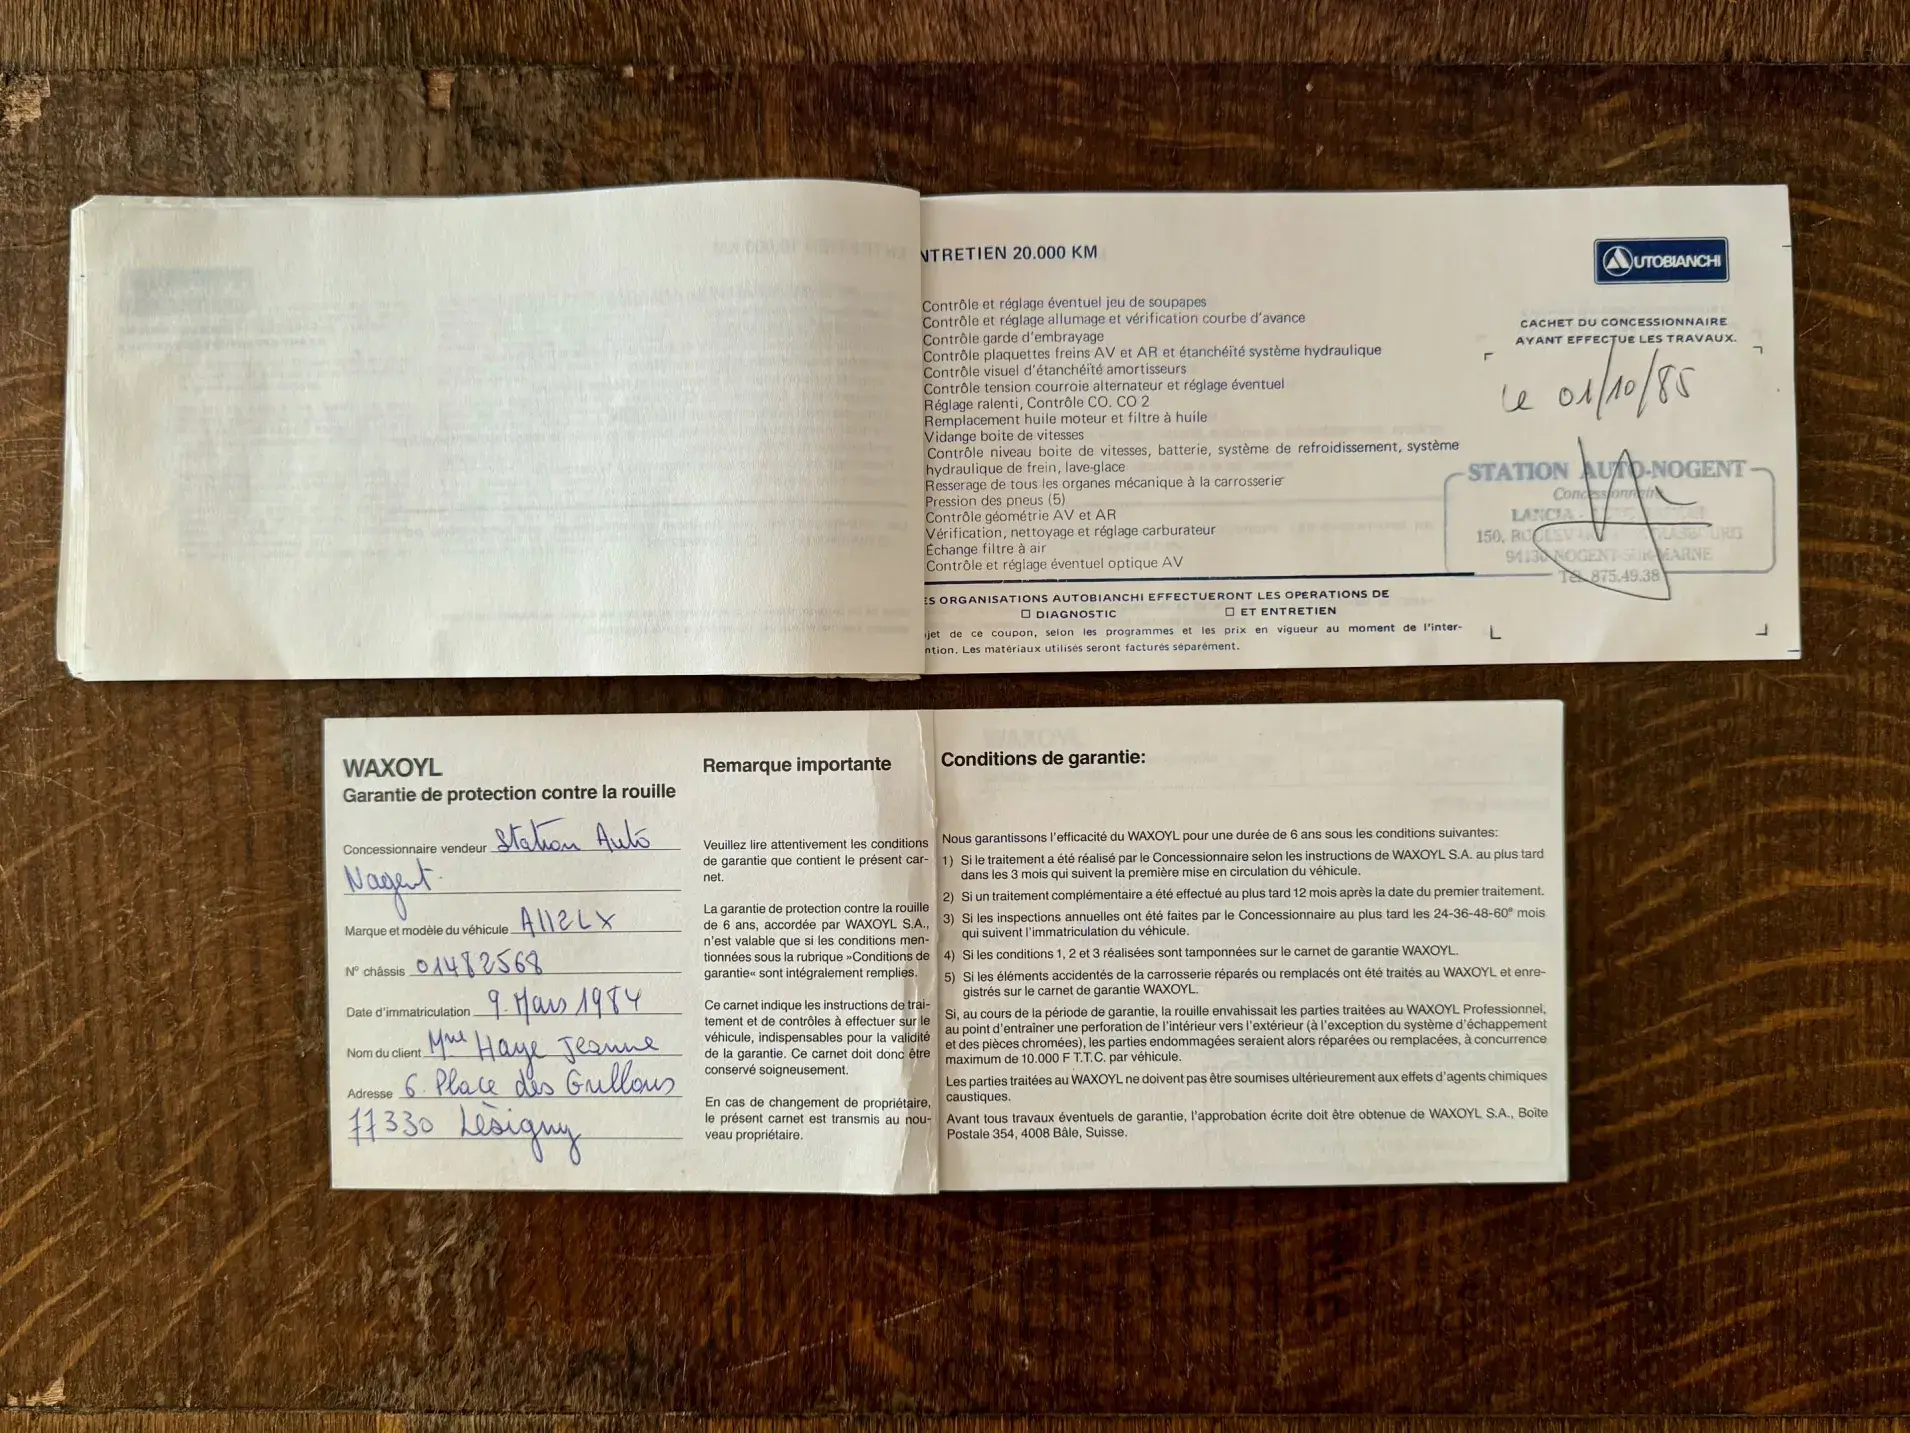 NTRETIEN 20.000 KM
Contrôle et réglage éventuel jeu de soupapes
Contrôle et réglage allumage et vérification courbe d'avance
Contrôle garde d'embrayage
Contrôle plaquettes freins AV et AR et étanchéïté système hydraulique
Contrôle visuel d'étanchéïté amortisseurs
Contrôle tension courroie alternateur et réglage éventuel
Réglage ralenti, Contrôle CO. CO 2
Remplacement huile moteur et filtre à huile
Vidange boite de vitesses
Contrôle niveau boite de vitesses, batterie, système de refroidissement, système
hydraulique de frein, lave-glace
Resserage de tous les organes mécanique à la carrosserie
Pression des pneus (5)
Contrôle géométrie AV et AR
Vérification, nettoyage et réglage carburateur
Échange filtre à air
Contrôle et réglage éventuel optique AV
ES ORGANISATIONS AUTOBIANCHI EFFECTUERONT LES OPÉRATIONS DE
☐ DIAGNOSTIC ☐ ET ENTRETIEN
jet de ce coupon, selon les programmes et les prix en vigueur au moment de l'inter-
ntion. Les matériaux utilisés seront facturés séparément.
AUTOBIANCHI
CACHET DU CONCESSIONNAIRE
AYANT EFFECTUE LES TRAVAUX.
Le 01/10/85
STATION AUTO-NOGENT
Concessionnaire
LANCIA -
150,
94130 NOGENT-SUR-MARNE
Tél. 875.49.38
WAXOYL
Garantie de protection contre la rouille
Concessionnaire vendeur Station Auto
Nogent.
Marque et modèle du véhicule A112LX
N° châssis 01482568
Date d'immatriculation 9. Mars 1984
Nom du client Mme Haye Jeanne
Adresse 6. Place des Grillons
77330 Lèsigny
Remarque importante
Veuillez lire attentivement les conditions
de garantie que contient le présent car-
net.
La garantie de protection contre la rouille
de 6 ans, accordée par WAXOYL S.A.,
n'est valable que si les conditions men-
tionnées sous la rubrique »Conditions de
garantie« sont intégralement remplies.
Ce carnet indique les instructions de trai-
tement et de contrôles à effectuer sur le
véhicule, indispensables pour la validité
de la garantie. Ce carnet doit donc être
conservé soigneusement.
En cas de changement de propriétaire,
le présent carnet est transmis au nou-
veau propriétaire.
Conditions de garantie:
Nous garantissons l'efficacité du WAXOYL pour une durée de 6 ans sous les conditions suivantes:
1) Si le traitement a été réalisé par le Concessionnaire selon les instructions de WAXOYL S.A. au plus tard
dans les 3 mois qui suivent la première mise en circulation du véhicule.
2) Si un traitement complémentaire a été effectué au plus tard 12 mois après la date du premier traitement.
3) Si les inspections annuelles ont été faites par le Concessionnaire au plus tard les 24-36-48-60e mois
qui suivent l'immatriculation du véhicule.
4) Si les conditions 1, 2 et 3 réalisées sont tamponnées sur le carnet de garantie WAXOYL.
5) Si les éléments accidentés de la carrosserie réparés ou remplacés ont été traités au WAXOYL et enre-
gistrés sur le carnet de garantie WAXOYL.
Si, au cours de la période de garantie, la rouille envahissait les parties traitées au WAXOYL Professionnel,
au point d'entraîner une perforation de l'intérieur vers l'extérieur (à l'exception du système d'échappement
et des pièces chromées), les parties endommagées seraient alors réparées ou remplacées, à concurrence
maximum de 10.000 F T.T.C. par véhicule.
Les parties traitées au WAXOYL ne doivent pas être soumises ultérieurement aux effets d'agents chimiques
caustiques.
Avant tous travaux éventuels de garantie, l'approbation écrite doit être obtenue de WAXOYL S.A., Boîte
Postale 354, 4008 Bâle, Suisse.